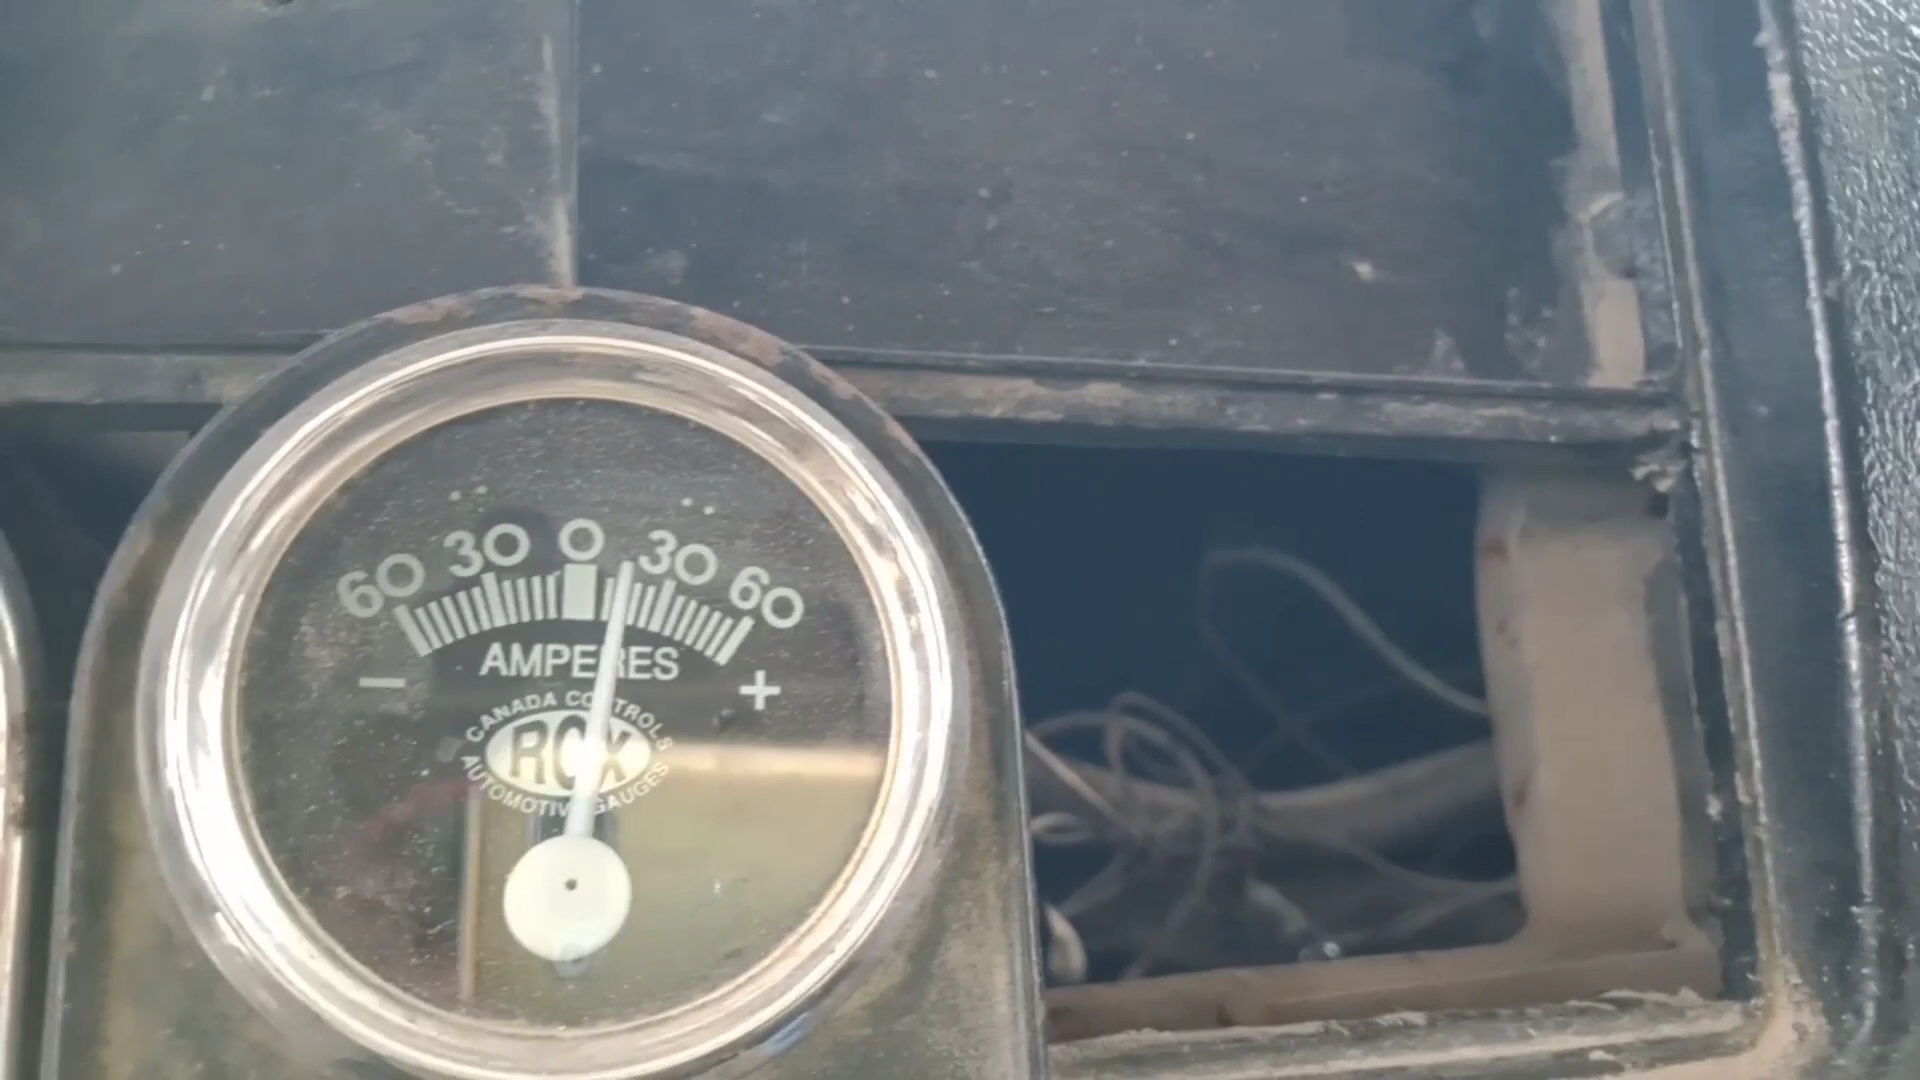 60 30 0 30 60
AMPERES
- +
CANADA CONTROLS
RCK
AUTOMOTIVE GAUGES